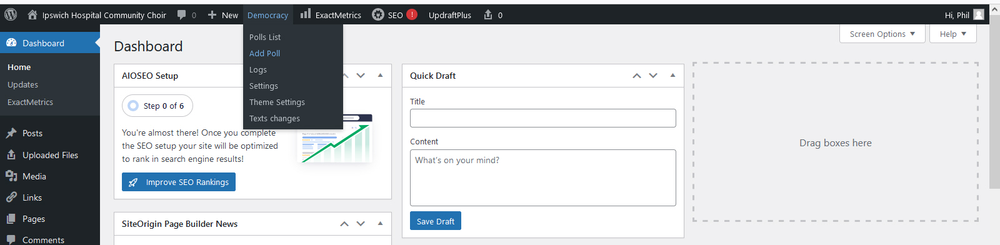 Ipswich Hospital Community Choir 0 New Democracy ExactMetrics SEO ! UpdraftPlus 0 Hi, Phil
Screen Options Help
Dashboard
Home
Updates
ExactMetrics
Posts
Uploaded Files
Media
Links
Pages
Comments
Polls List
Add Poll
Logs
Settings
Theme Settings
Texts changes
Dashboard
AIOSEO Setup
Step 0 of 6
You're almost there! Once you complete
the SEO setup your site will be optimized
to rank in search engine results!
Improve SEO Rankings
SiteOrigin Page Builder News
Quick Draft
Title
Content
What's on your mind?
Save Draft
Drag boxes here